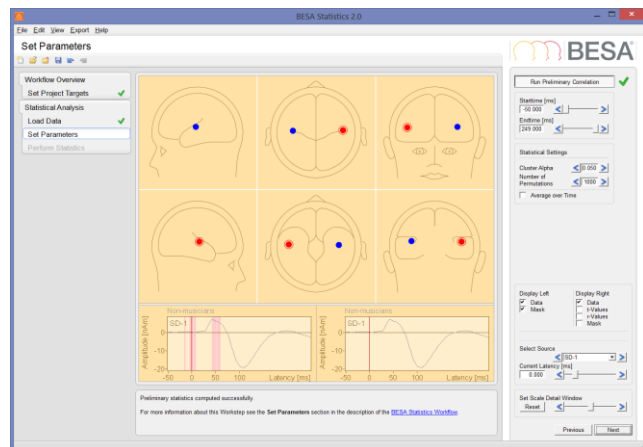 BESA Statistics 2.0
File Edit View Export Help
Set Parameters
BESA®
Workflow Overview
Set Project Targets
Statistical Analysis
Load Data
Set Parameters
Perform Statistics
Non-musicians
SD-1
Amplitude [nAm]
0
-10
-20
-50 0 50 100 Latency [ms]
Non-musicians
SD-1
Amplitude [nAm]
0
-10
-20
-50 0 50 100 Latency [ms]
Preliminary statistics computed successfully.
For more information about this Workstep see the Set Parameters section in the description of the BESA Statistics Workflow.
Run Preliminary Correlation
Starttime [ms]
-50.000
Endtime [ms]
249.000
Statistical Settings
Cluster Alpha 0.050
Number of
Permutations 1000
Average over Time
Display Left
Data
Mask
Display Right
Data
t-Values
r-Values
Mask
Select Source
SD-1
Current Latency [ms]
0.000
Set Scale Detail Window
Reset
Previous Next